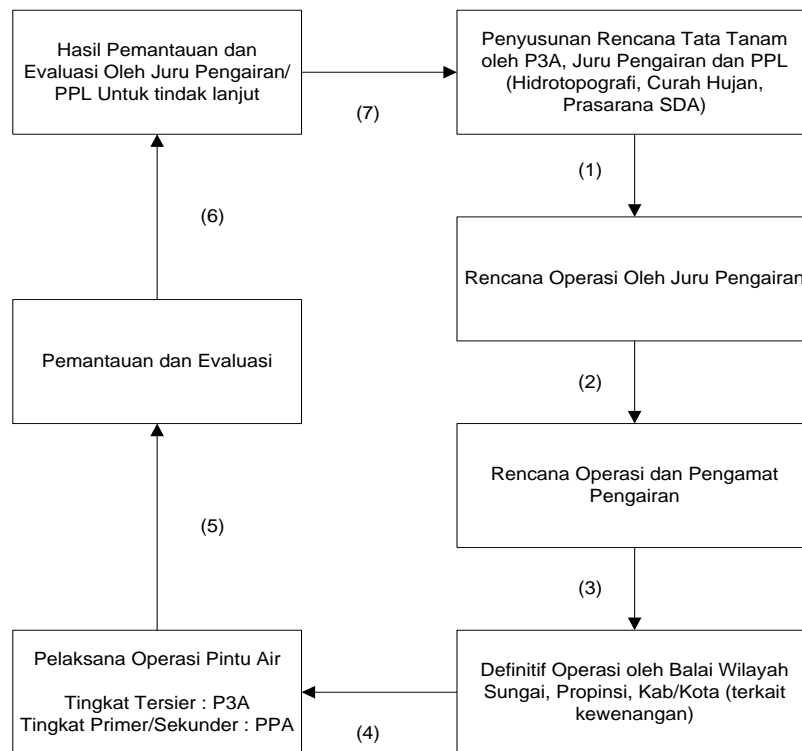 Hasil Pemantauan dan
Evaluasi Oleh Juru Pengairan/
PPL Untuk tindak lanjut
(7)
Penyusunan Rencana Tata Tanam
oleh P3A, Juru Pengairan dan PPL
(Hidrotopografi, Curah Hujan,
Prasarana SDA)
(1)
Rencana Operasi Oleh Juru Pengairan
(2)
Rencana Operasi dan Pengamat
Pengairan
(3)
Definitif Operasi oleh Balai Wilayah
Sungai, Propinsi, Kab/Kota (terkait
kewenangan)
(4)
Pelaksana Operasi Pintu Air
Tingkat Tersier : P3A
Tingkat Primer/Sekunder : PPA
(5)
Pemantauan dan Evaluasi
(6)